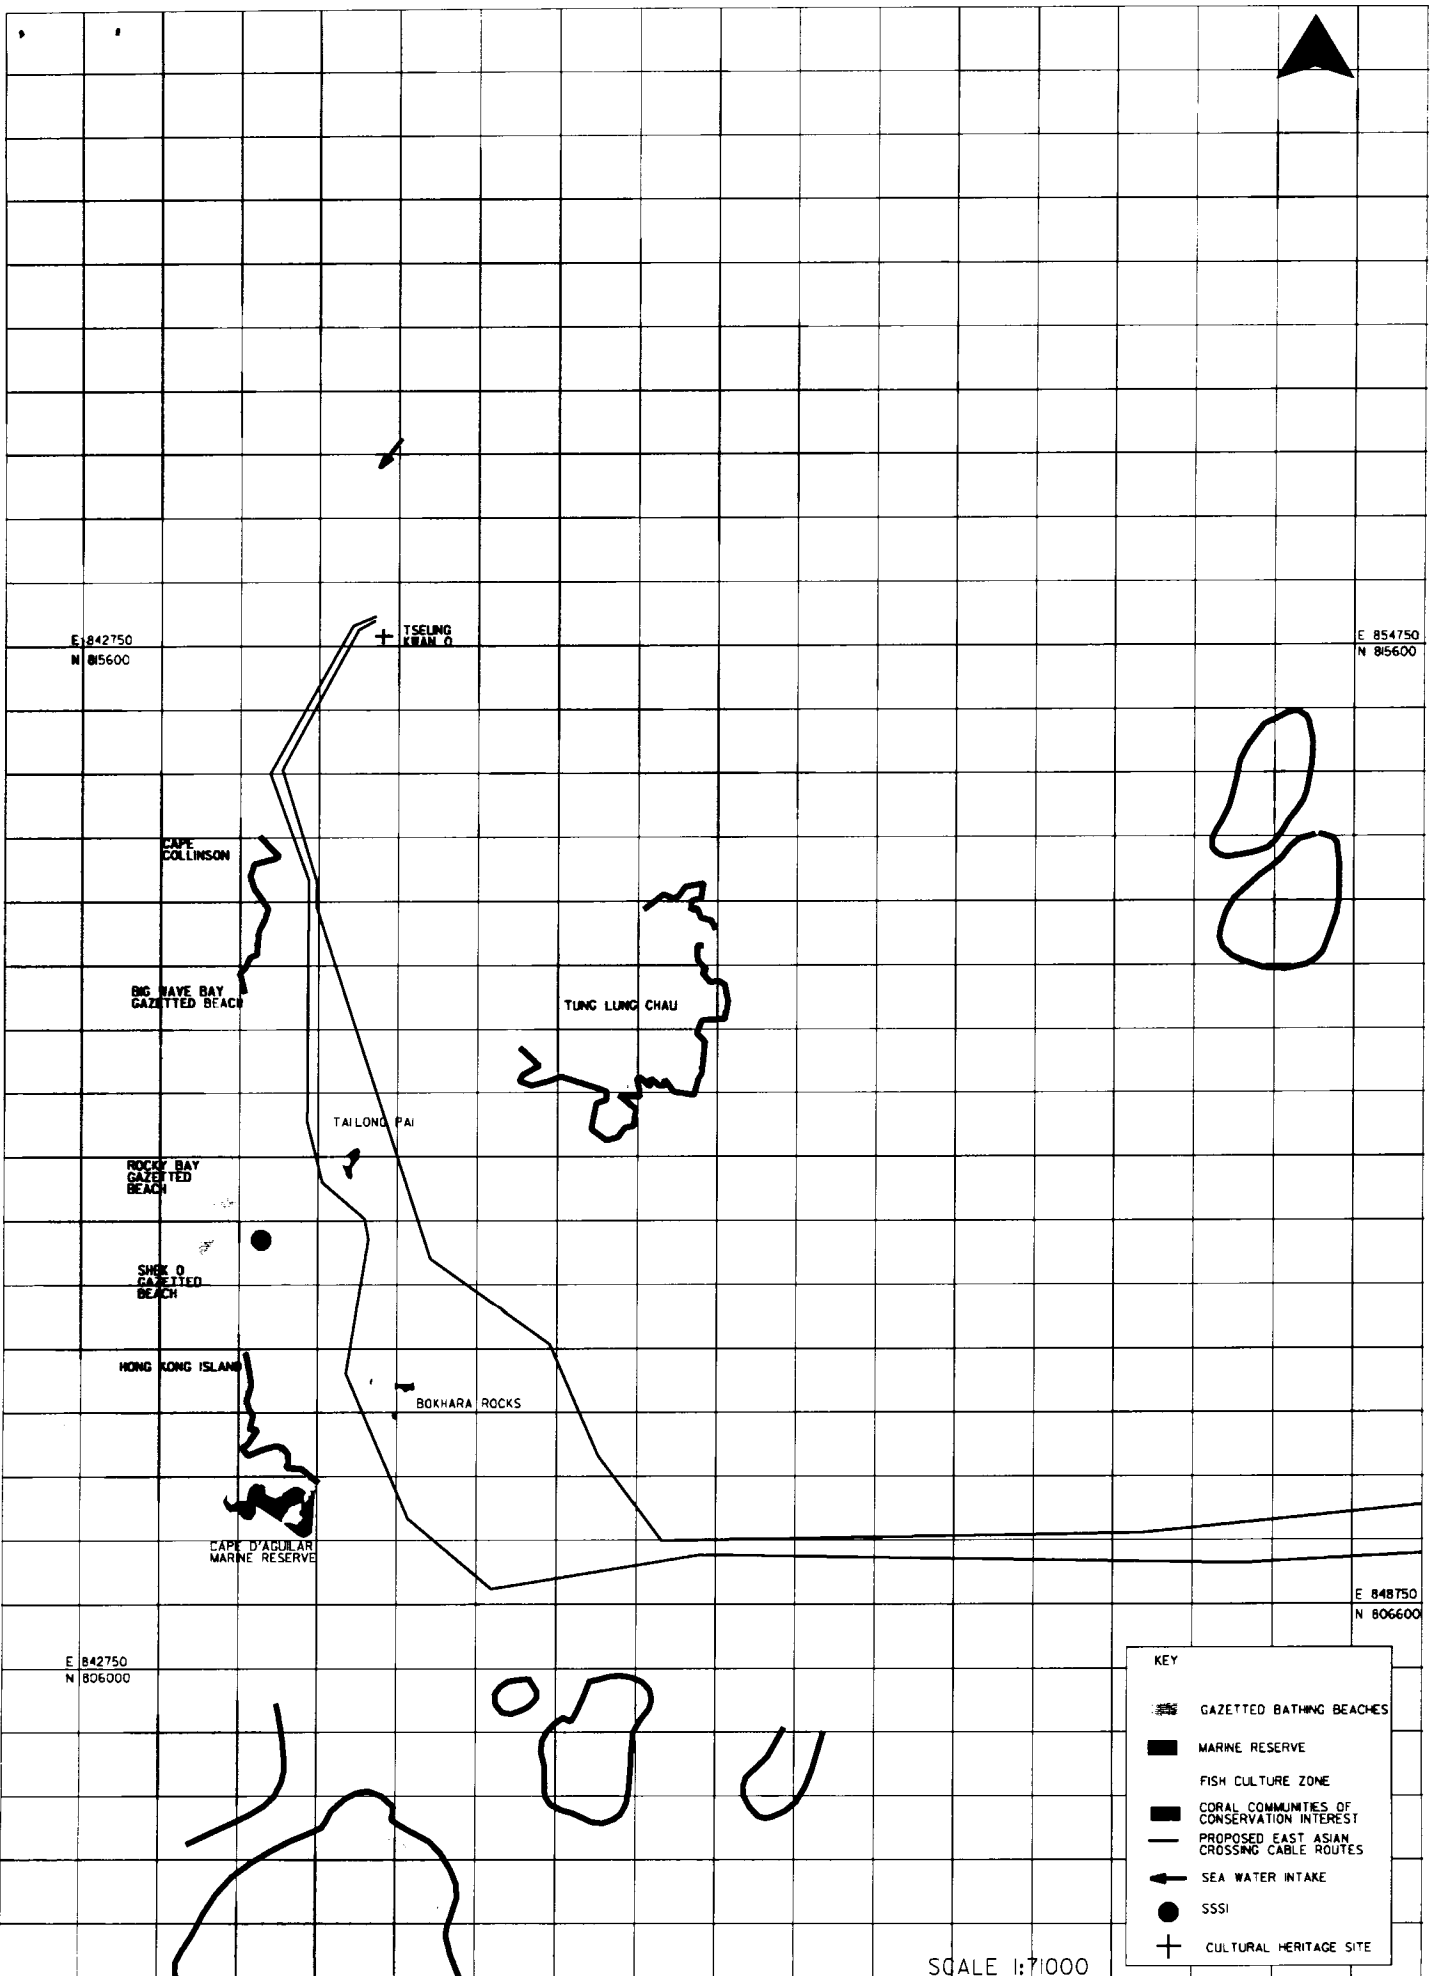 TSEUNG
KWAN O
E 842750
N 815600
E 854750
N 815600
CAPE
COLLINSON
BIG WAVE BAY
GAZETTED BEACH
TUNG LUNG CHAU
TAI LONG PAI
ROCKY BAY
GAZETTED
BEACH
SHEK O
GAZETTED
BEACH
HONG KONG ISLAND
BOKHARA ROCKS
CAPE D'AGUILAR
MARINE RESERVE
E 848750
N 806600
E 842750
N 806000
KEY
GAZETTED BATHING BEACHES
MARINE RESERVE
FISH CULTURE ZONE
CORAL COMMUNITIES OF
CONSERVATION INTEREST
PROPOSED EAST ASIAN
CROSSING CABLE ROUTES
SEA WATER INTAKE
SSSI
CULTURAL HERITAGE SITE
SCALE 1:71000